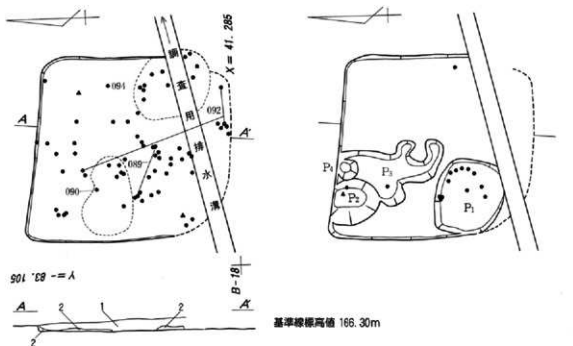 X = 41. 285
調査用排水溝
094
092
089
090
A
A'
B-18
Y = - 83. 105
A
A'
2
1
2
2
P4
P3
P2
P1
基準線標高値 166.30m